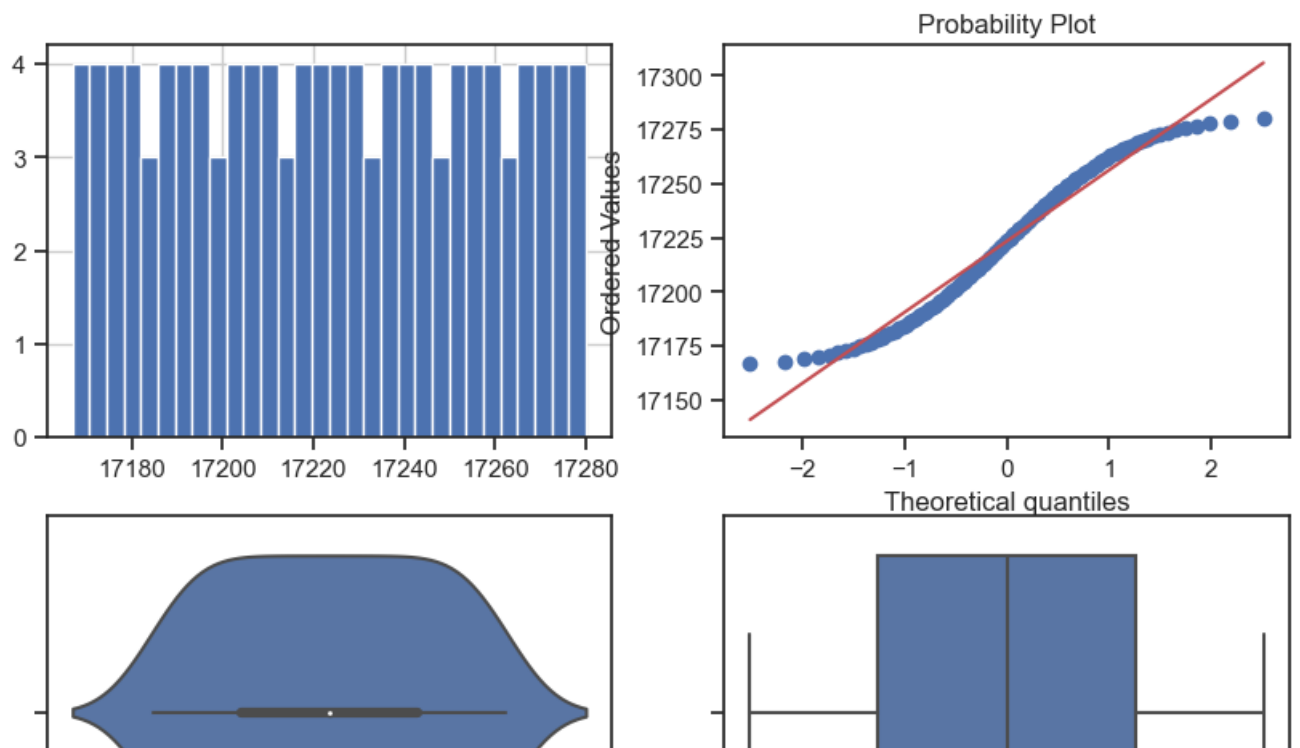 Probability Plot
4
3
2
1
0
17180 17200 17220 17240 17260 17280
Ordered Values
17300
17275
17250
17225
17200
17175
17150
−2 −1 0 1 2
Theoretical quantiles